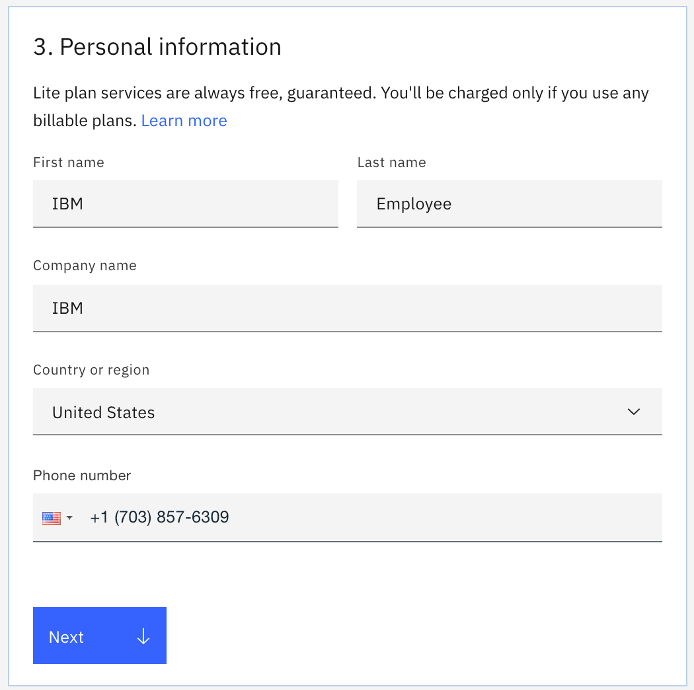 3. Personal information
Lite plan services are always free, guaranteed. You'll be charged only if you use any
billable plans. Learn more
First name
Last name
IBM
Employee
Company name
IBM
Country or region
United States
Phone number
+1 (703) 857-6309
Next